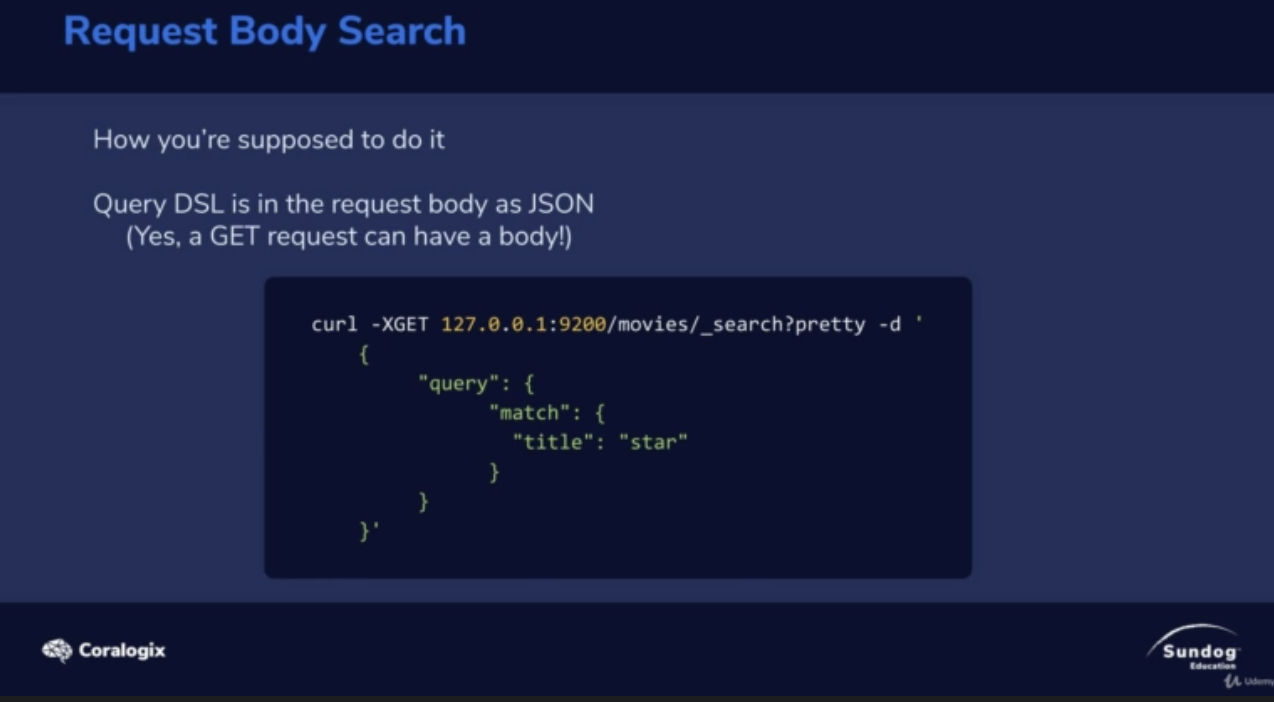 Request Body Search
How you're supposed to do it
Query DSL is in the request body as JSON
(Yes, a GET request can have a body!)
curl -XGET 127.0.0.1:9200/movies/_search?pretty -d '
{
"query": {
"match": {
"title": "star"
}
}
}'
Coralogix
Sundog
Education
Udemy